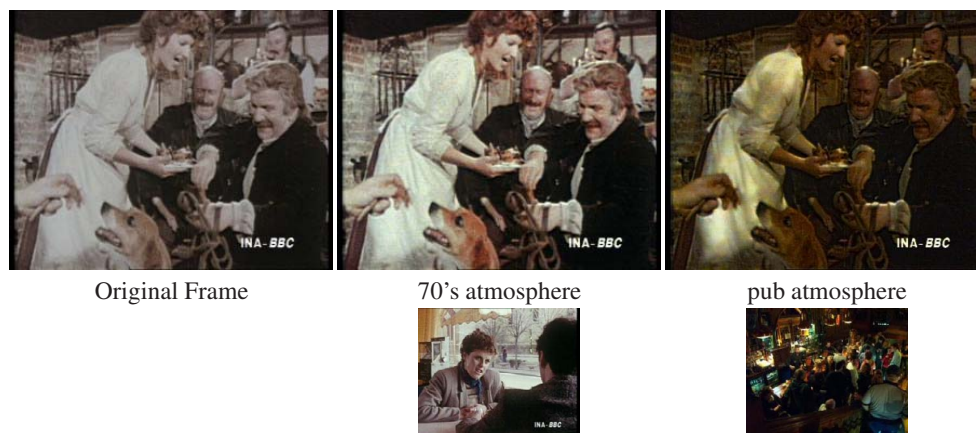 INA-BBC
INA-BBC
INA-BBC
Original Frame
70's atmosphere
pub atmosphere
INA-BBC